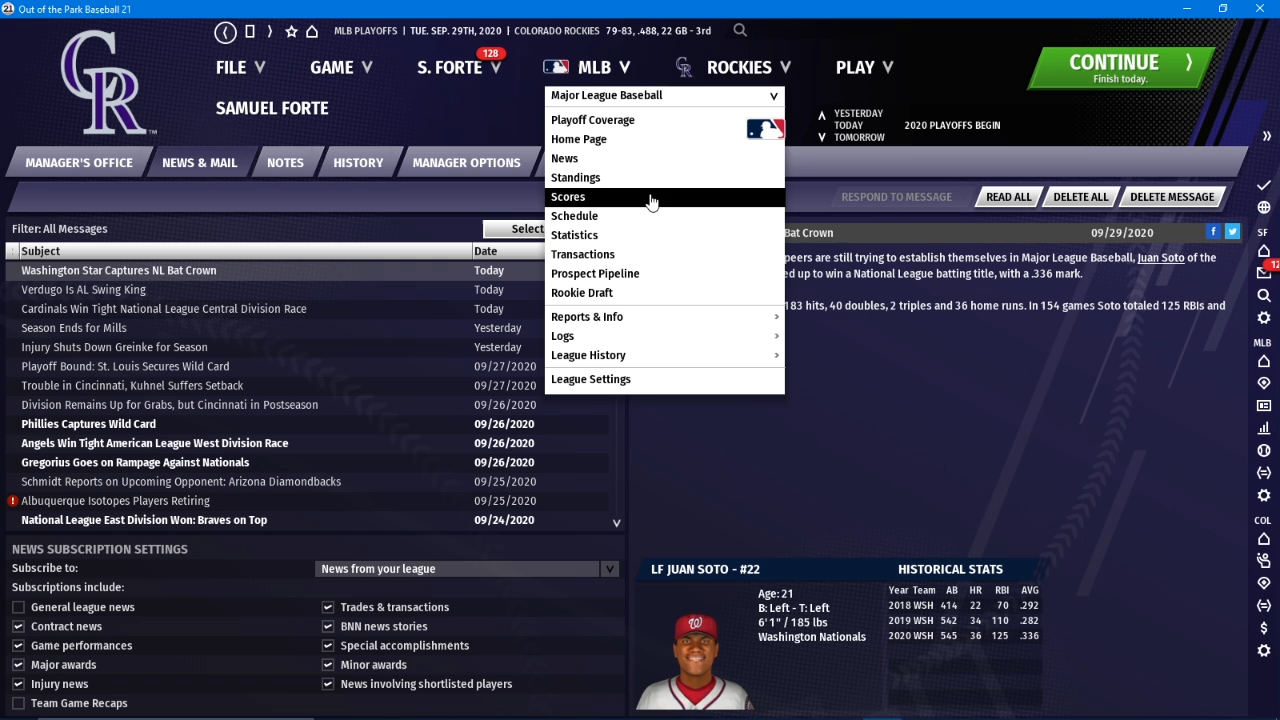 Out of the Park Baseball 21
MLB PLAYOFFS | TUE. SEP. 29TH, 2020 | COLORADO ROCKIES 79-83, .488, 22 GB - 3rd
FILE GAME S. FORTE 128 MLB ROCKIES PLAY
CONTINUE
Finish today.
SAMUEL FORTE
YESTERDAY
TODAY
TOMORROW
2020 PLAYOFFS BEGIN
MANAGER'S OFFICE NEWS & MAIL NOTES HISTORY MANAGER OPTIONS
Major League Baseball
Playoff Coverage
Home Page
News
Standings
Scores
Schedule
Statistics
Transactions
Prospect Pipeline
Rookie Draft
Reports & Info
Logs
League History
League Settings
RESPOND TO MESSAGE READ ALL DELETE ALL DELETE MESSAGE
Filter: All Messages Select
Subject Date
Washington Star Captures NL Bat Crown Today
Verdugo Is AL Swing King Today
Cardinals Win Tight National League Central Division Race Today
Season Ends for Mills Yesterday
Injury Shuts Down Greinke for Season Yesterday
Playoff Bound: St. Louis Secures Wild Card 09/27/2020
Trouble in Cincinnati, Kuhnel Suffers Setback 09/27/2020
Division Remains Up for Grabs, but Cincinnati in Postseason 09/26/2020
Phillies Captures Wild Card 09/26/2020
Angels Win Tight American League West Division Race 09/26/2020
Gregorius Goes on Rampage Against Nationals 09/26/2020
Schmidt Reports on Upcoming Opponent: Arizona Diamondbacks 09/25/2020
Albuquerque Isotopes Players Retiring 09/25/2020
National League East Division Won: Braves on Top 09/24/2020
Bat Crown 09/29/2020
peers are still trying to establish themselves in Major League Baseball, Juan Soto of the
ed up to win a National League batting title, with a .336 mark.
183 hits, 40 doubles, 2 triples and 36 home runs. In 154 games Soto totaled 125 RBIs and
NEWS SUBSCRIPTION SETTINGS
Subscribe to: News from your league
Subscriptions include:
General league news Trades & transactions
Contract news BNN news stories
Game performances Special accomplishments
Major awards Minor awards
Injury news News involving shortlisted players
Team Game Recaps
LF JUAN SOTO - #22
Age: 21
B: Left - T: Left
6' 1" / 185 lbs
Washington Nationals
HISTORICAL STATS
Year Team AB HR RBI AVG
2018 WSH 414 22 70 .292
2019 WSH 542 34 110 .282
2020 WSH 545 36 125 .336
SF
12
MLB
COL